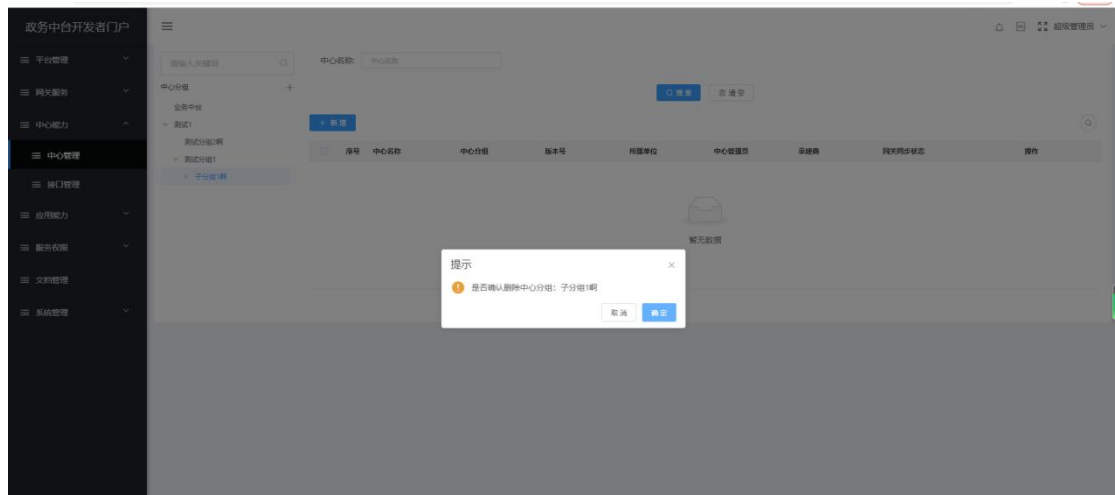 政务中台开发者门户
超级管理员
平台管理
网关服务
中心能力
中心管理
接口管理
应用能力
服务权限
文档管理
系统管理
请输入关键词
中心分组
业务中台
测试1
测试分组2啊
测试分组1
子分组1啊
中心名称: 中心名称
搜索 清空
+ 新增
序号 中心名称 中心分组 版本号 所属单位 中心管理员 承建商 网关同步状态 操作
暂无数据
提示
是否确认删除中心分组：子分组1啊
取消 确定